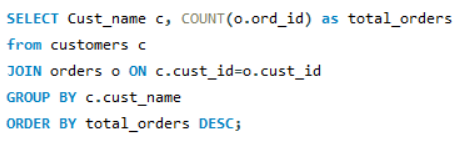 SELECT Cust_name c, COUNT(o.ord_id) as total_orders
from customers c
JOIN orders o ON c.cust_id=o.cust_id
GROUP BY c.cust_name
ORDER BY total_orders DESC;